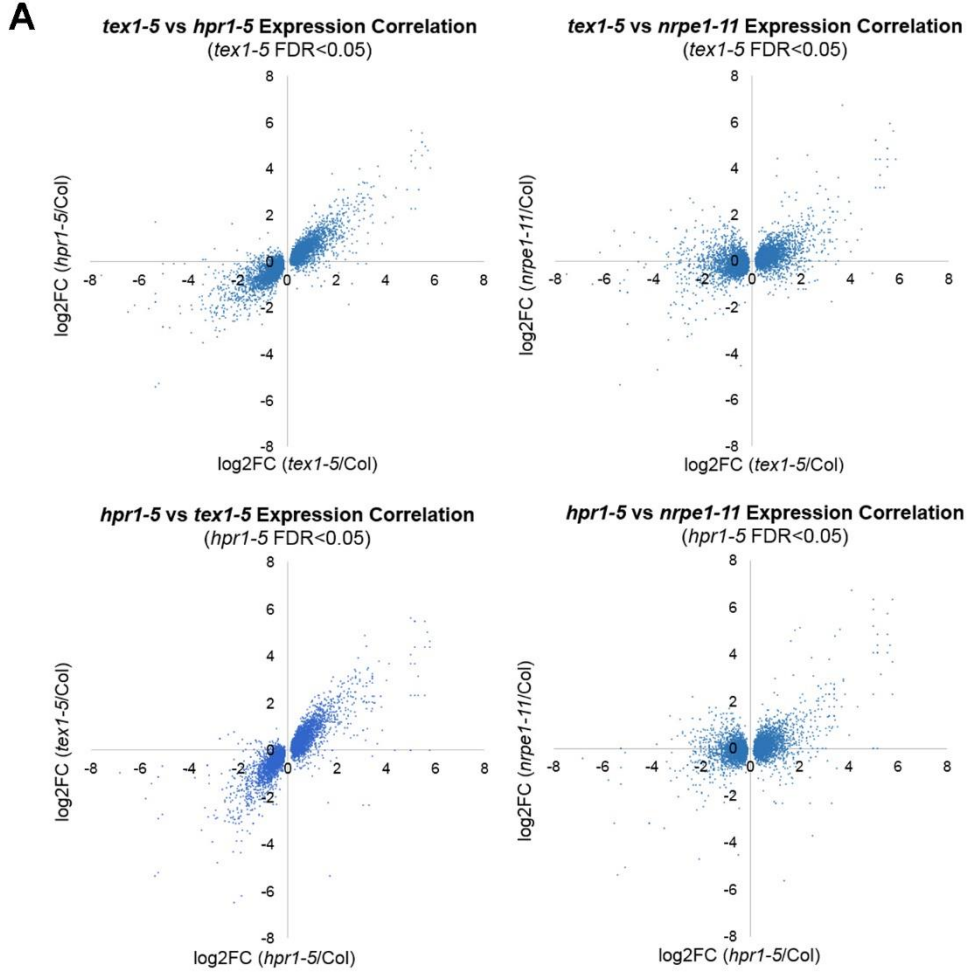 A
tex1-5 vs hpr1-5 Expression Correlation
(tex1-5 FDR<0.05)
8
6
4
2
0
-2
-4
-6
-8
-8 -6 -4 -2 0 2 4 6 8
log2FC (hpr1-5/Col)
log2FC (tex1-5/Col)
tex1-5 vs nrpe1-11 Expression Correlation
(tex1-5 FDR<0.05)
8
6
4
2
0
-2
-4
-6
-8
-8 -6 -4 -2 0 2 4 6 8
log2FC (nrpe1-11/Col)
log2FC (tex1-5/Col)
hpr1-5 vs tex1-5 Expression Correlation
(hpr1-5 FDR<0.05)
8
6
4
2
0
-2
-4
-6
-8
-8 -6 -4 -2 0 2 4 6 8
log2FC (tex1-5/Col)
log2FC (hpr1-5/Col)
hpr1-5 vs nrpe1-11 Expression Correlation
(hpr1-5 FDR<0.05)
8
6
4
2
0
-2
-4
-6
-8
-8 -6 -4 -2 0 2 4 6 8
log2FC (nrpe1-11/Col)
log2FC (hpr1-5/Col)